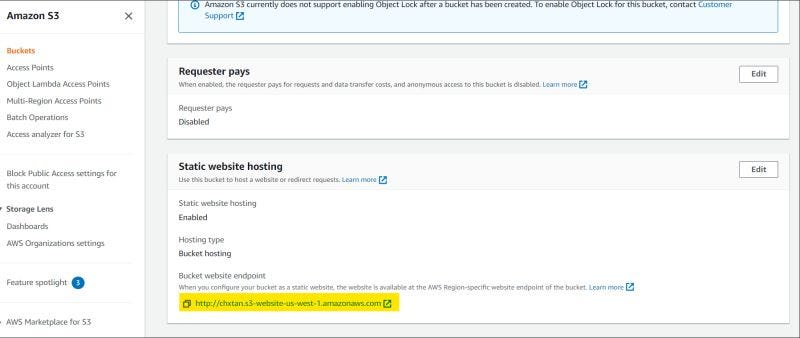 Amazon S3
Buckets
Access Points
Object Lambda Access Points
Multi-Region Access Points
Batch Operations
Access analyzer for S3
Block Public Access settings for
this account
Storage Lens
Dashboards
AWS Organizations settings
Feature spotlight 3
AWS Marketplace for S3
Amazon S3 currently does not support enabling Object Lock after a bucket has been created. To enable Object Lock for this bucket, contact Customer
Support
Requester pays
Edit
When enabled, the requester pays for requests and data transfer costs, and anonymous access to this bucket is disabled. Learn more
Requester pays
Disabled
Static website hosting
Edit
Use this bucket to host a website or redirect requests. Learn more
Static website hosting
Enabled
Hosting type
Bucket hosting
Bucket website endpoint
When you configure your bucket as a static website, the website is available at the AWS Region-specific website endpoint of the bucket. Learn more
http://chxtan.s3-website-us-west-1.amazonaws.com